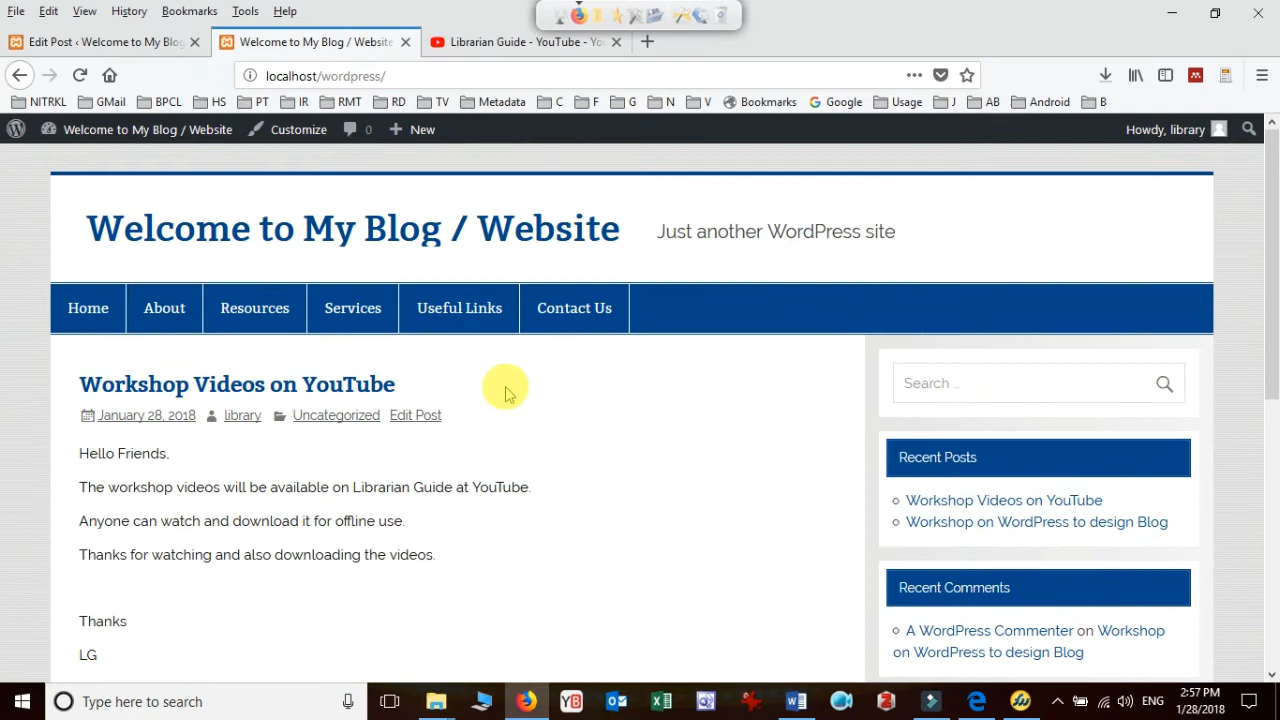 File Edit View History Bookmarks Tools Help
Edit Post ‹ Welcome to My Blog
Welcome to My Blog / Website
Librarian Guide - YouTube - Yo
localhost/wordpress/
NITRKL GMail BPCL HS PT IR RMT RD TV Metadata C F G N V Bookmarks Google Usage J AB Android B
Welcome to My Blog / Website Customize 0 New Howdy, library
Welcome to My Blog / Website Just another WordPress site
Home About Resources Services Useful Links Contact Us
Workshop Videos on YouTube
January 28, 2018 library Uncategorized Edit Post
Hello Friends,
The workshop videos will be available on Librarian Guide at YouTube.
Anyone can watch and download it for offline use.
Thanks for watching and also downloading the videos.
Thanks
LG
Search …
Recent Posts
Workshop Videos on YouTube
Workshop on WordPress to design Blog
Recent Comments
A WordPress Commenter on Workshop
on WordPress to design Blog
Type here to search
ENG
2:57 PM
1/28/2018